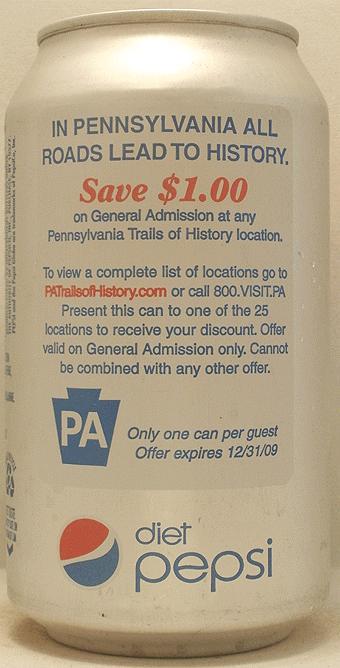 IN PENNSYLVANIA ALL
ROADS LEAD TO HISTORY.
Save $1.00
on General Admission at any
Pennsylvania Trails of History location.
To view a complete list of locations go to
PATrailsofHistory.com or call 800.VISIT.PA
Present this can to one of the 25
locations to receive your discount. Offer
valid on General Admission only. Cannot
be combined with any other offer.
PA
Only one can per guest
Offer expires 12/31/09
diet
pepsi